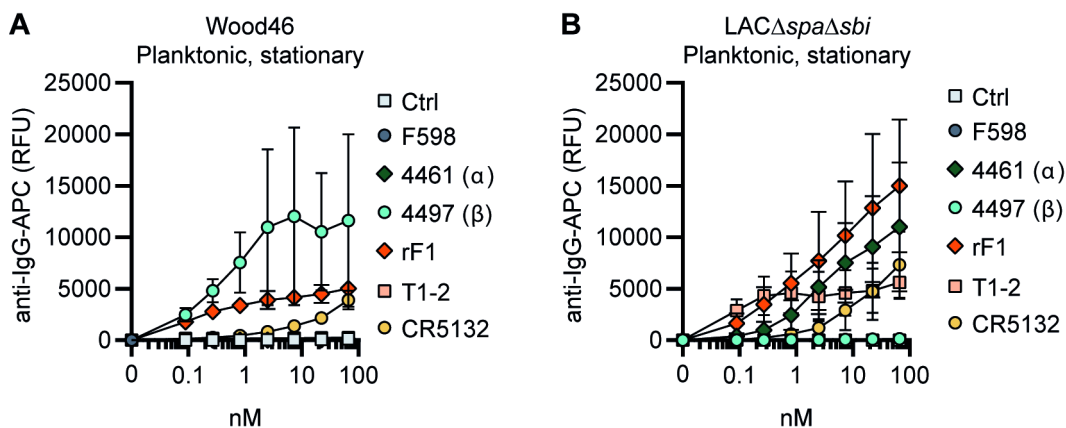 A
Wood46
Planktonic, stationary
anti-IgG-APC (RFU)
25000
20000
15000
10000
5000
0
0
0.1
1
10
100
nM
Ctrl
F598
4461 (α)
4497 (β)
rF1
T1-2
CR5132
B
LACΔspaΔsbi
Planktonic, stationary
anti-IgG-APC (RFU)
25000
20000
15000
10000
5000
0
0
0.1
1
10
100
nM
Ctrl
F598
4461 (α)
4497 (β)
rF1
T1-2
CR5132